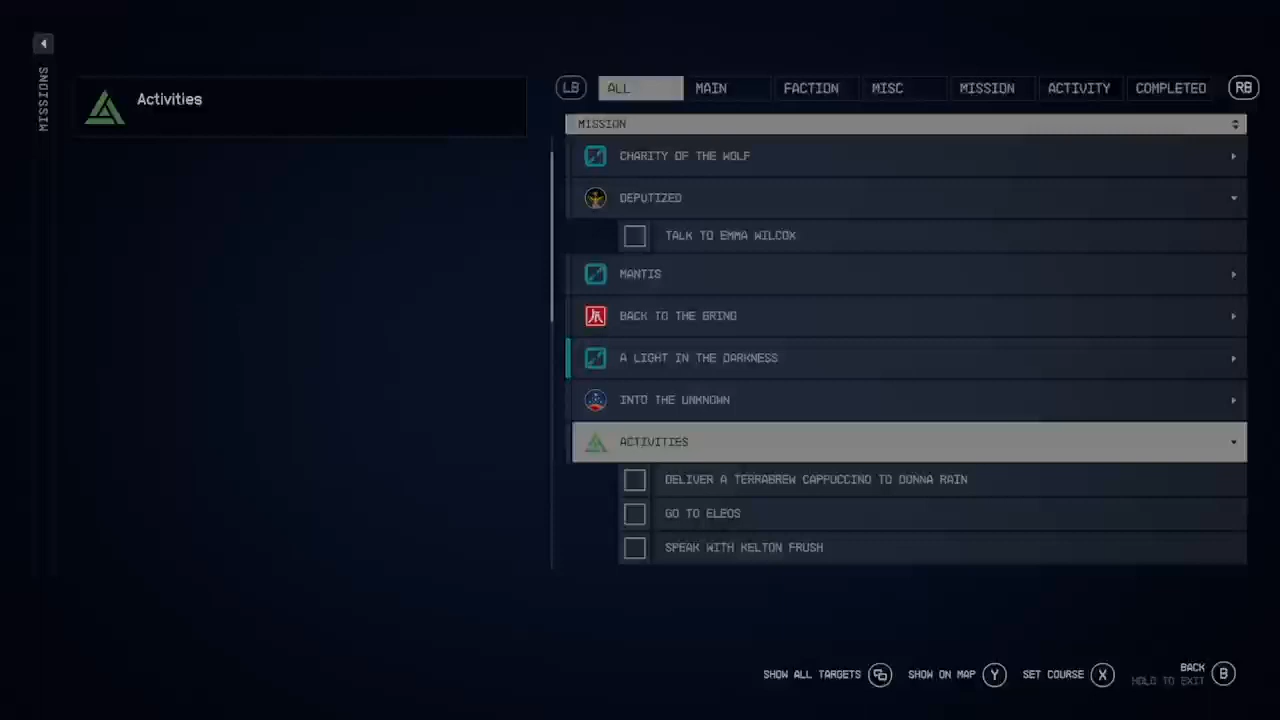 MISSIONS
Activities
LB ALL MAIN FACTION MISC MISSION ACTIVITY COMPLETED RB
MISSION
CHARITY OF THE WOLF
DEPUTIZED
TALK TO EMMA WILCOX
MANTIS
BACK TO THE GRIND
A LIGHT IN THE DARKNESS
INTO THE UNKNOWN
ACTIVITIES
DELIVER A TERRABREW CAPPUCCINO TO DONNA RAIN
GO TO ELEOS
SPEAK WITH KELTON FRUSH
SHOW ALL TARGETS SHOW ON MAP Y SET COURSE X BACK B
HOLD TO EXIT